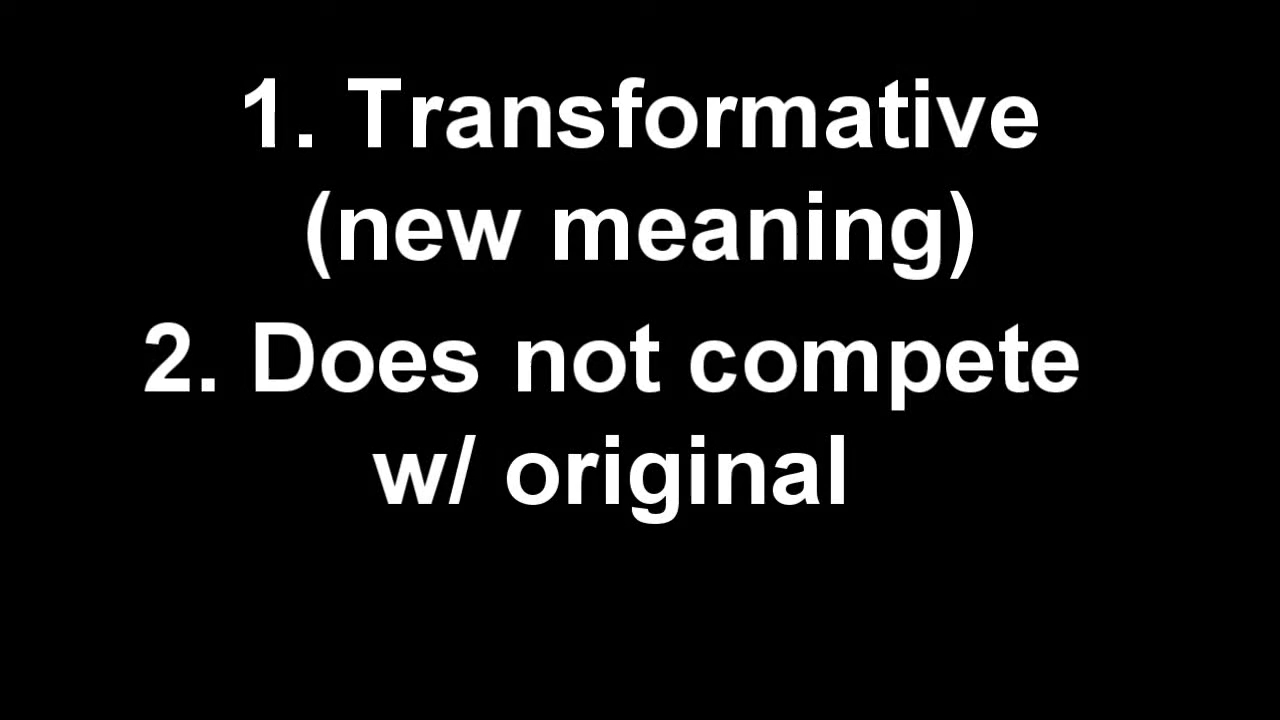 1. Transformative
(new meaning)
2. Does not compete
w/ original